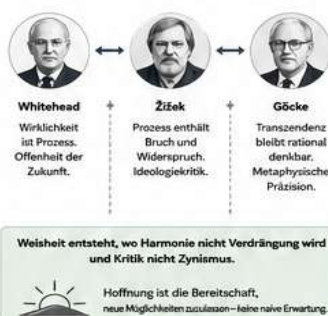 Whitehead
Žižek
Göcke
Wirklichkeit
ist Prozess.
Offenheit der
Zukunft.
Prozess enthält
Bruch und
Widerspruch.
Ideologiekritik.
Transzendenz
bleibt rational
denkbar.
Metaphysische
Präzision.
Weisheit entsteht, wo Harmonie nicht Verdrängung wird
und Kritik nicht Zynismus.
Hoffnung ist die Bereitschaft,
neue Möglichkeiten zuzulassen – keine naive Erwartung.